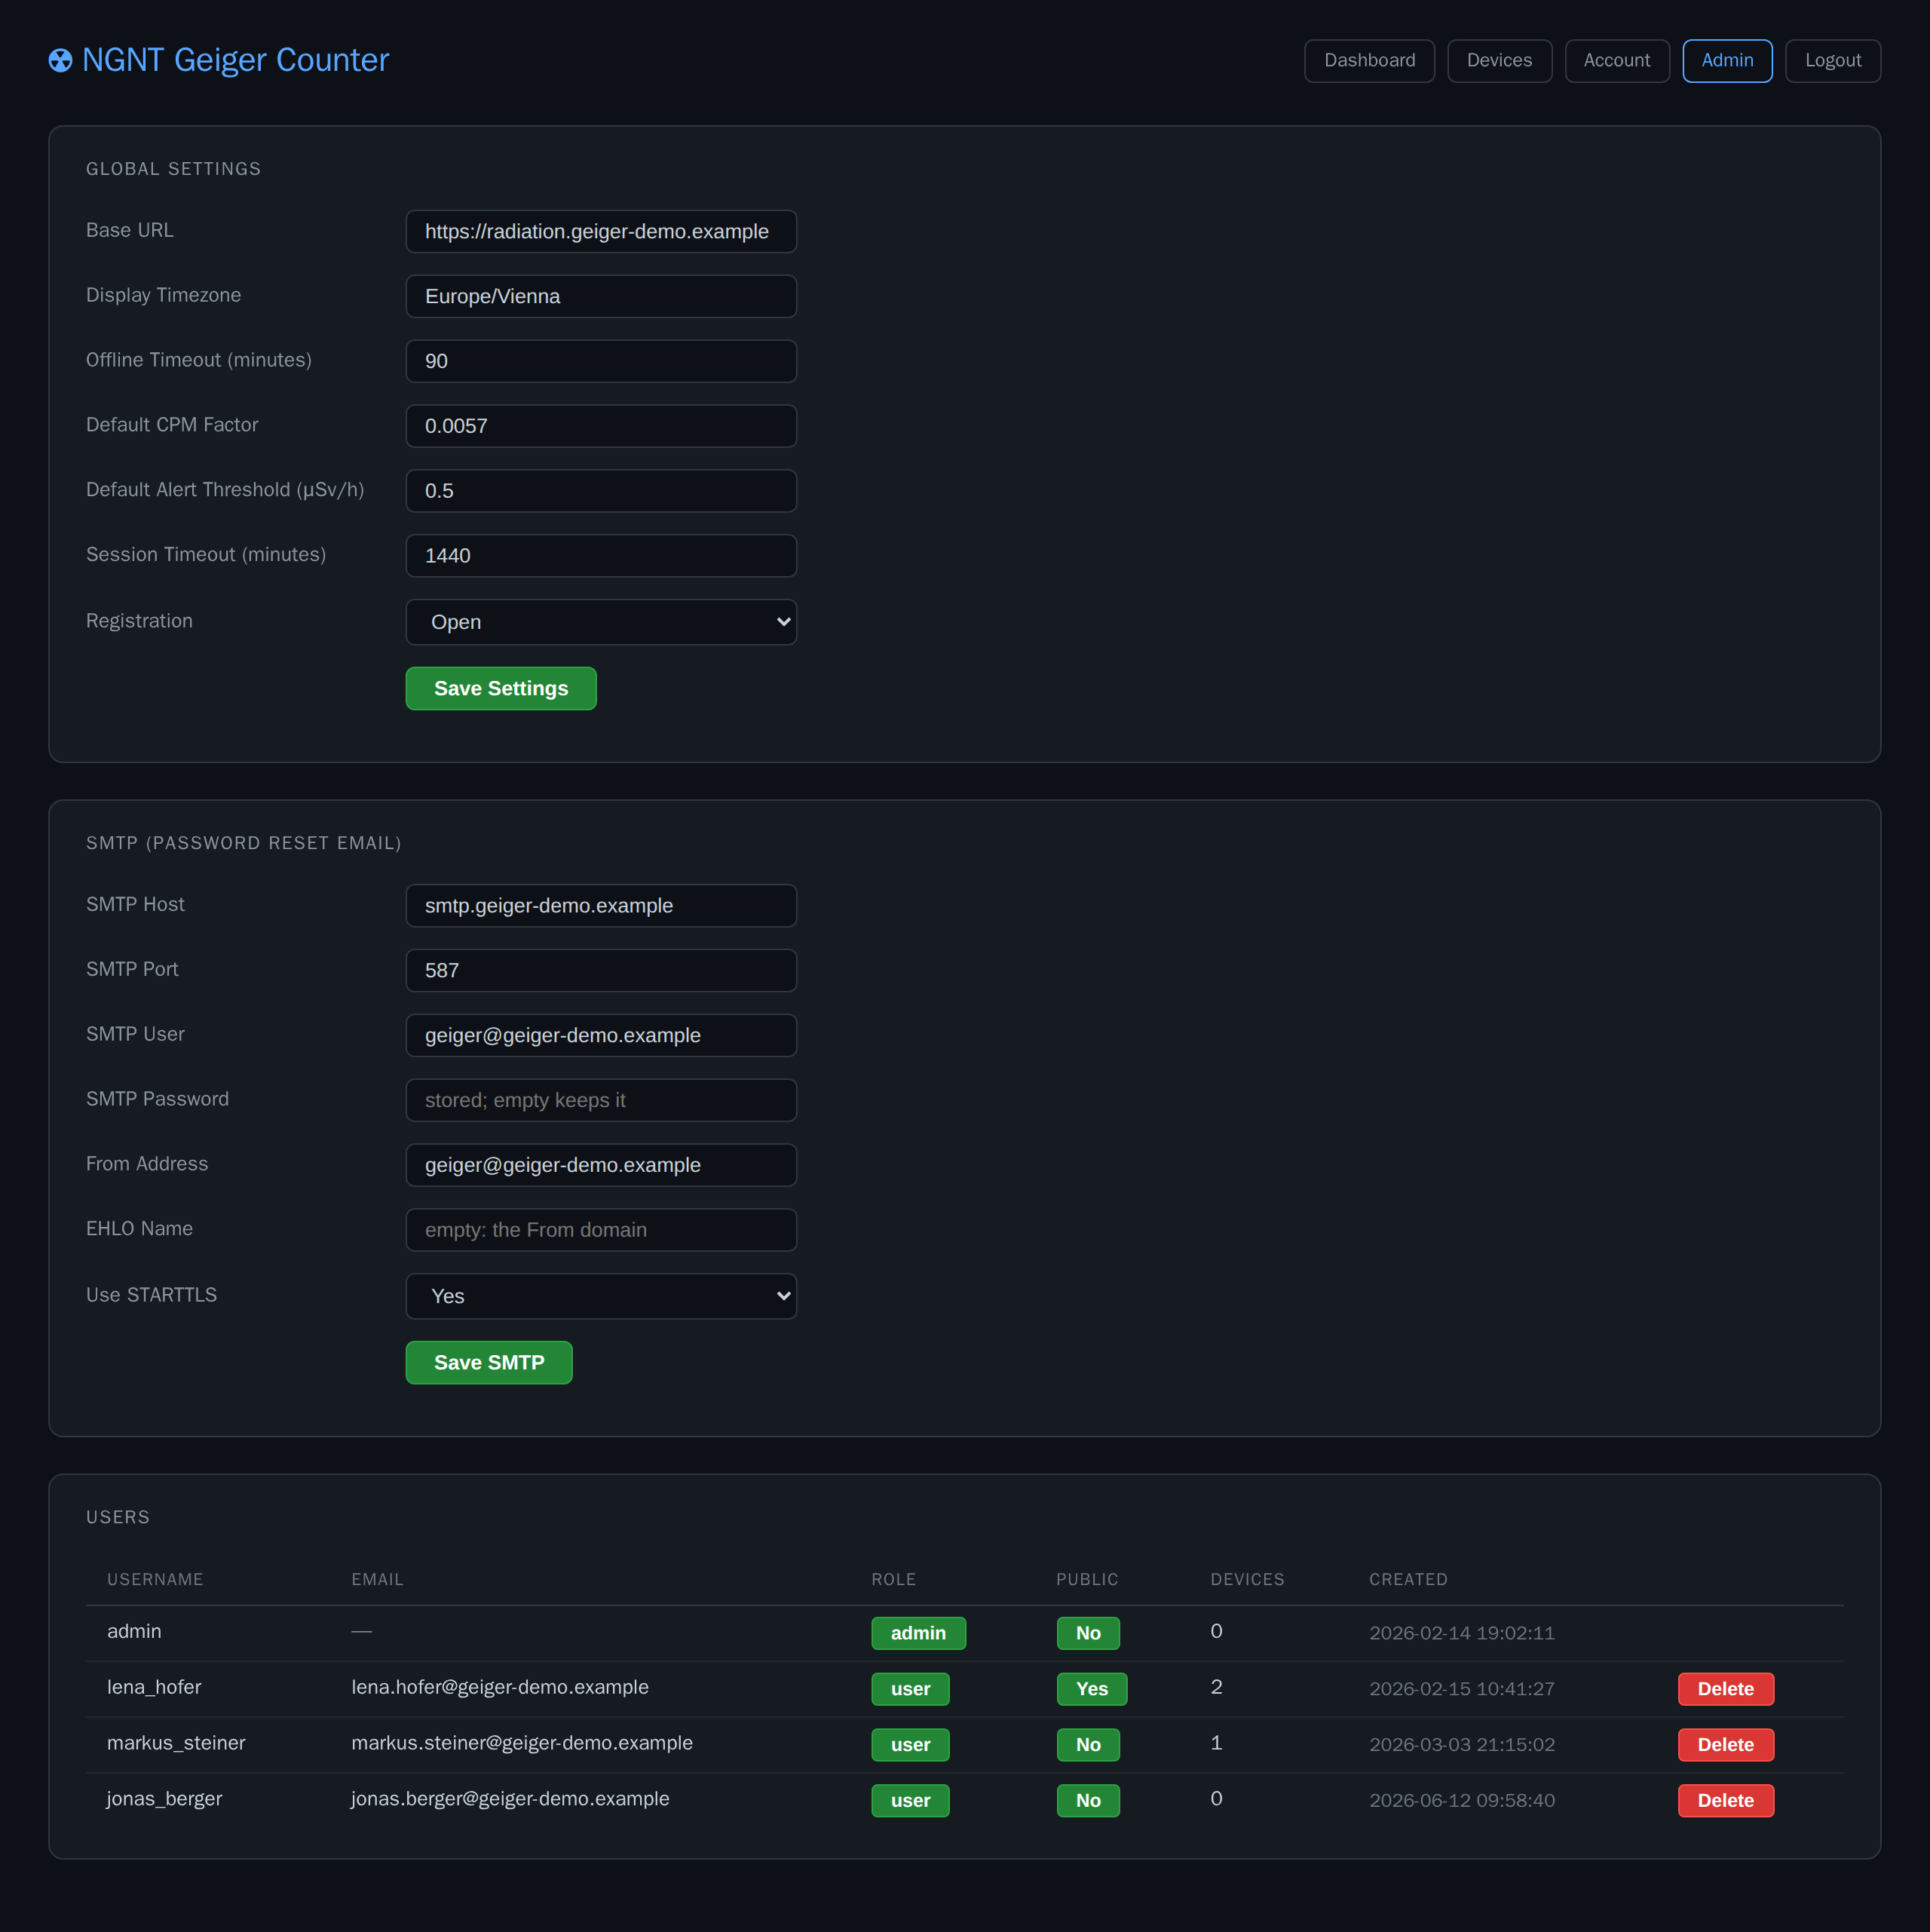 ☢ NGNT Geiger Counter
Dashboard Devices Account Admin Logout
GLOBAL SETTINGS
Base URL https://radiation.geiger-demo.example
Display Timezone Europe/Vienna
Offline Timeout (minutes) 90
Default CPM Factor 0.0057
Default Alert Threshold (µSv/h) 0.5
Session Timeout (minutes) 1440
Registration Open
Save Settings
SMTP (PASSWORD RESET EMAIL)
SMTP Host smtp.geiger-demo.example
SMTP Port 587
SMTP User geiger@geiger-demo.example
SMTP Password stored; empty keeps it
From Address geiger@geiger-demo.example
EHLO Name empty: the From domain
Use STARTTLS Yes
Save SMTP
USERS
USERNAME EMAIL ROLE PUBLIC DEVICES CREATED
admin — admin No 0 2026-02-14 19:02:11
lena_hofer lena.hofer@geiger-demo.example user Yes 2 2026-02-15 10:41:27 Delete
markus_steiner markus.steiner@geiger-demo.example user No 1 2026-03-03 21:15:02 Delete
jonas_berger jonas.berger@geiger-demo.example user No 0 2026-06-12 09:58:40 Delete